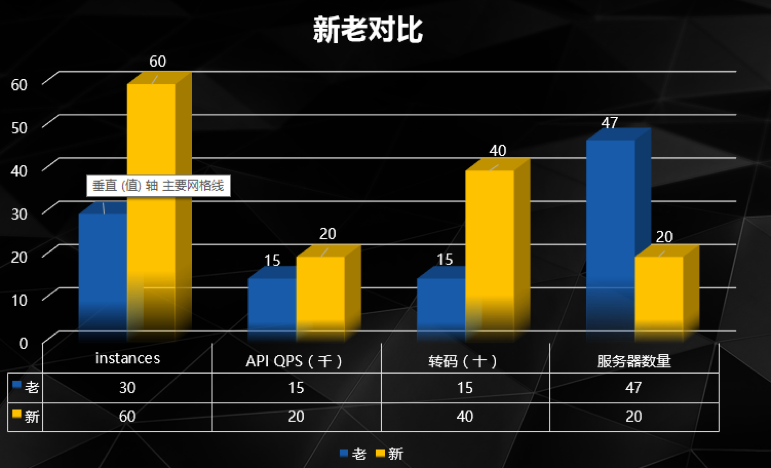 新老对比
60
60
50
47
40
40
垂直 (值) 轴 主要网格线
30
20
20
20
15
15
10
0
instances
API QPS（千）
转码（十）
服务器数量
老 30 15 15 47
新 60 20 40 20
老 新